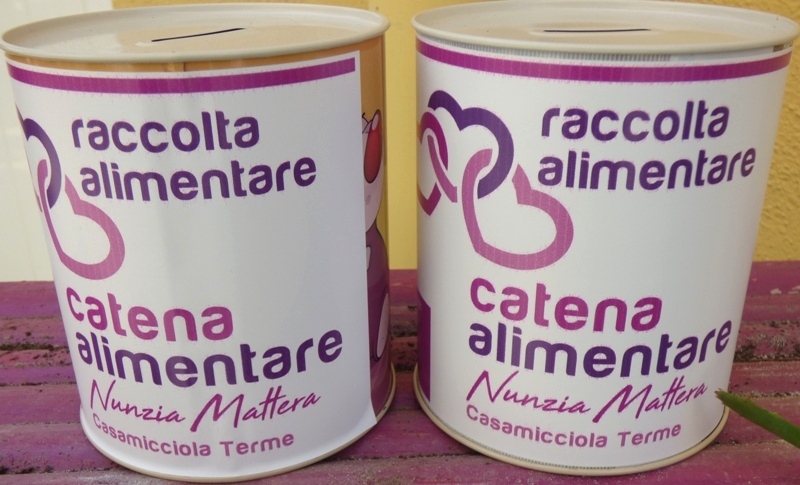 raccolta
alimentare
catena
alimentare
Nunzia Mattera
Casamicciola Terme
raccolta
alimentare
catena
alimentare
Nunzia Mattera
Casamicciola Terme